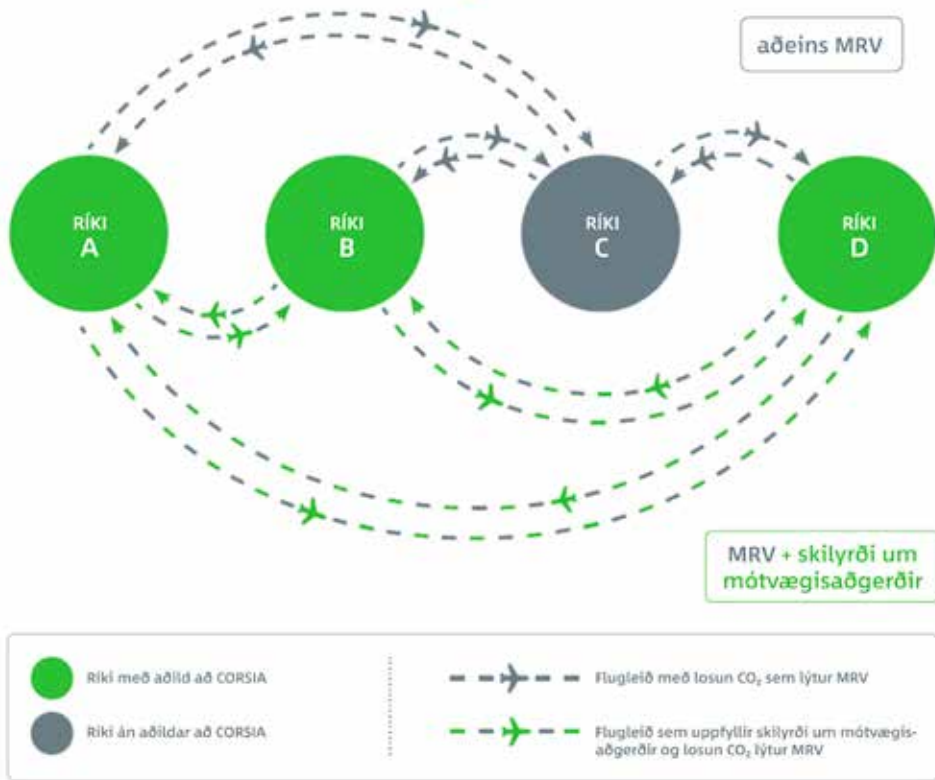 aðeins MRV
RÍKI
A
RÍKI
B
RÍKI
C
RÍKI
D
MRV + skilyrði um
mótvægisaðgerðir
Ríki með aðild að CORSIA
Ríki án aðildar að CORSIA
Flugleið með losun CO₂ sem lýtur MRV
Flugleið sem uppfyllir skilyrði um mótvægis-
aðgerðir og losun CO₂ lýtur MRV